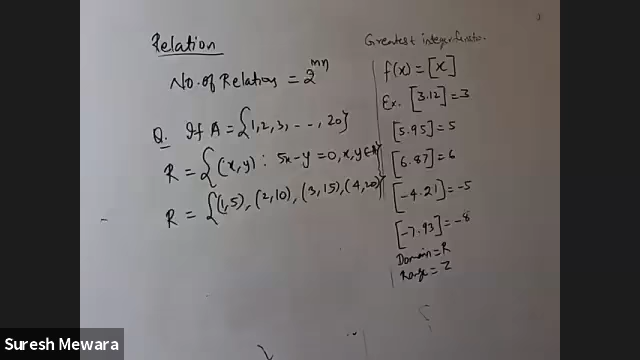 Relation
No. of Relations = 2^mn
Q. If A = {1, 2, 3, ..., 20}
R = {(x, y) : 5x - y = 0, x, y ∈ A}
R = {(1, 5), (2, 10), (3, 15), (4, 20)}
Greatest integer function
f(x) = [x]
Ex. [3.12] = 3
[5.95] = 5
[6.87] = 6
[-4.21] = -5
[-7.93] = -8
Domain = R
Range = Z
Suresh Mewara